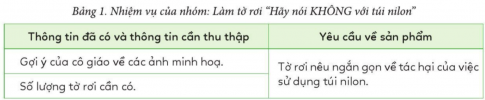 Bảng 1. Nhiệm vụ của nhóm: Làm tờ rơi “Hãy nói KHÔNG với túi nilon”
Thông tin đã có và thông tin cần thu thập
Yêu cầu về sản phẩm
Gợi ý của cô giáo về các ảnh minh hoạ.
Số lượng tờ rơi cần có.
Tờ rơi nêu ngắn gọn về tác hại của việc
sử dụng túi nilon.